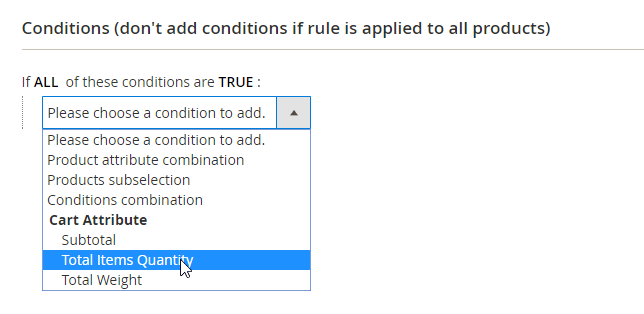 Conditions (don't add conditions if rule is applied to all products)
If ALL of these conditions are TRUE :
Please choose a condition to add.
Please choose a condition to add.
Product attribute combination
Products subselection
Conditions combination
Cart Attribute
Subtotal
Total Items Quantity
Total Weight